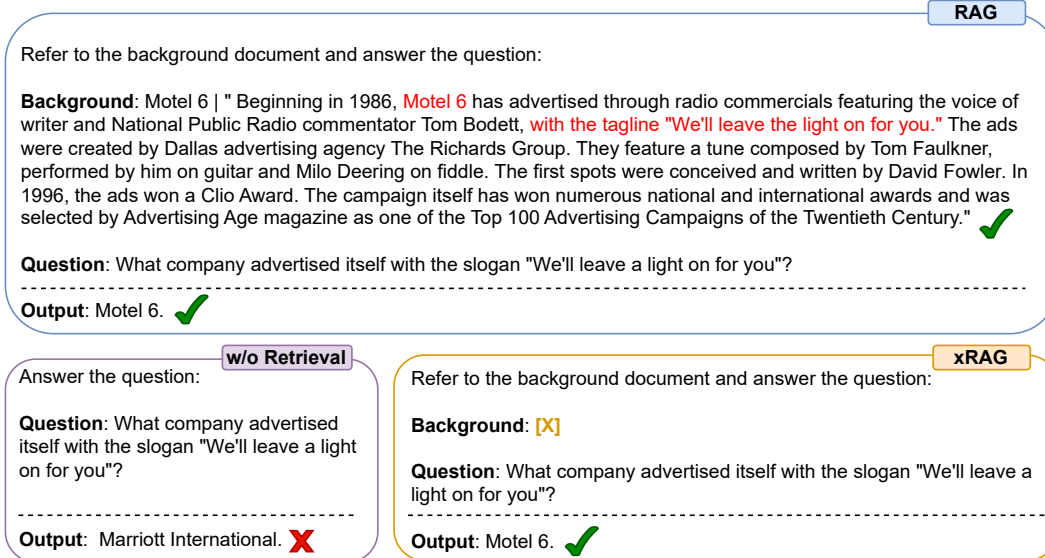 RAG
Refer to the background document and answer the question:
Background: Motel 6 | " Beginning in 1986, Motel 6 has advertised through radio commercials featuring the voice of
writer and National Public Radio commentator Tom Bodett, with the tagline "We'll leave the light on for you." The ads
were created by Dallas advertising agency The Richards Group. They feature a tune composed by Tom Faulkner,
performed by him on guitar and Milo Deering on fiddle. The first spots were conceived and written by David Fowler. In
1996, the ads won a Clio Award. The campaign itself has won numerous national and international awards and was
selected by Advertising Age magazine as one of the Top 100 Advertising Campaigns of the Twentieth Century."
Question: What company advertised itself with the slogan "We'll leave a light on for you"?
Output: Motel 6.
w/o Retrieval
Answer the question:
Question: What company advertised
itself with the slogan "We'll leave a light
on for you"?
Output: Marriott International.
xRAG
Refer to the background document and answer the question:
Background: [X]
Question: What company advertised itself with the slogan "We'll leave a
light on for you"?
Output: Motel 6.